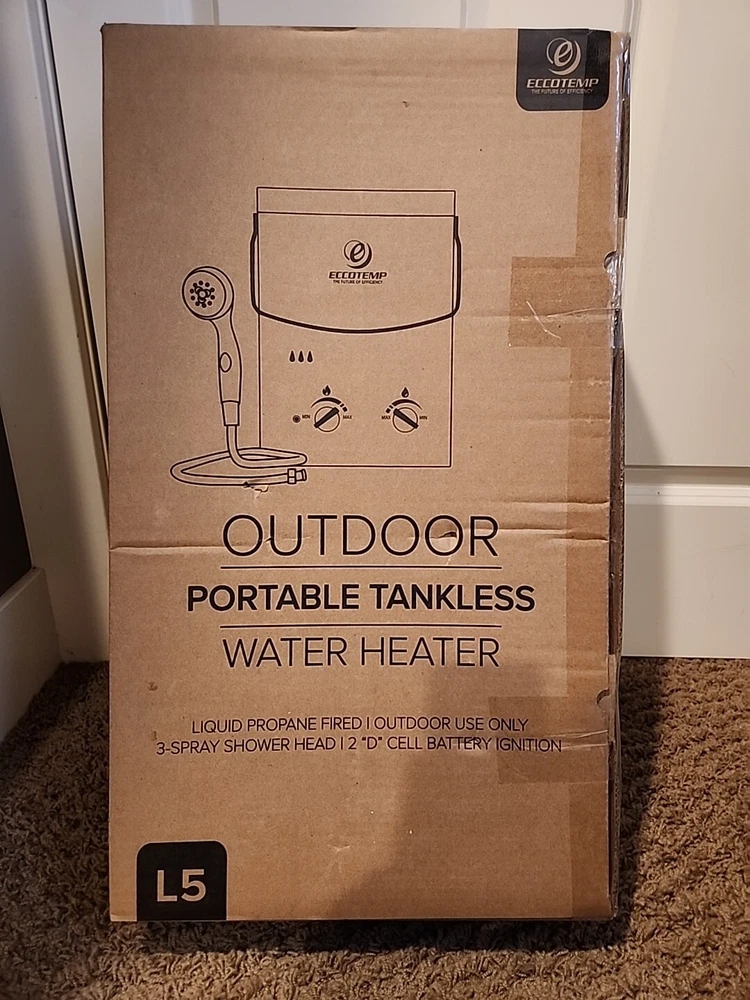 e
ECCOTEMP
THE FUTURE OF EFFICIENCY
e
ECCOTEMP
THE FUTURE OF EFFICIENCY
MIN MAX MAX MIN
OUTDOOR
PORTABLE TANKLESS
WATER HEATER
LIQUID PROPANE FIRED | OUTDOOR USE ONLY
3-SPRAY SHOWER HEAD | 2 "D" CELL BATTERY IGNITION
L5